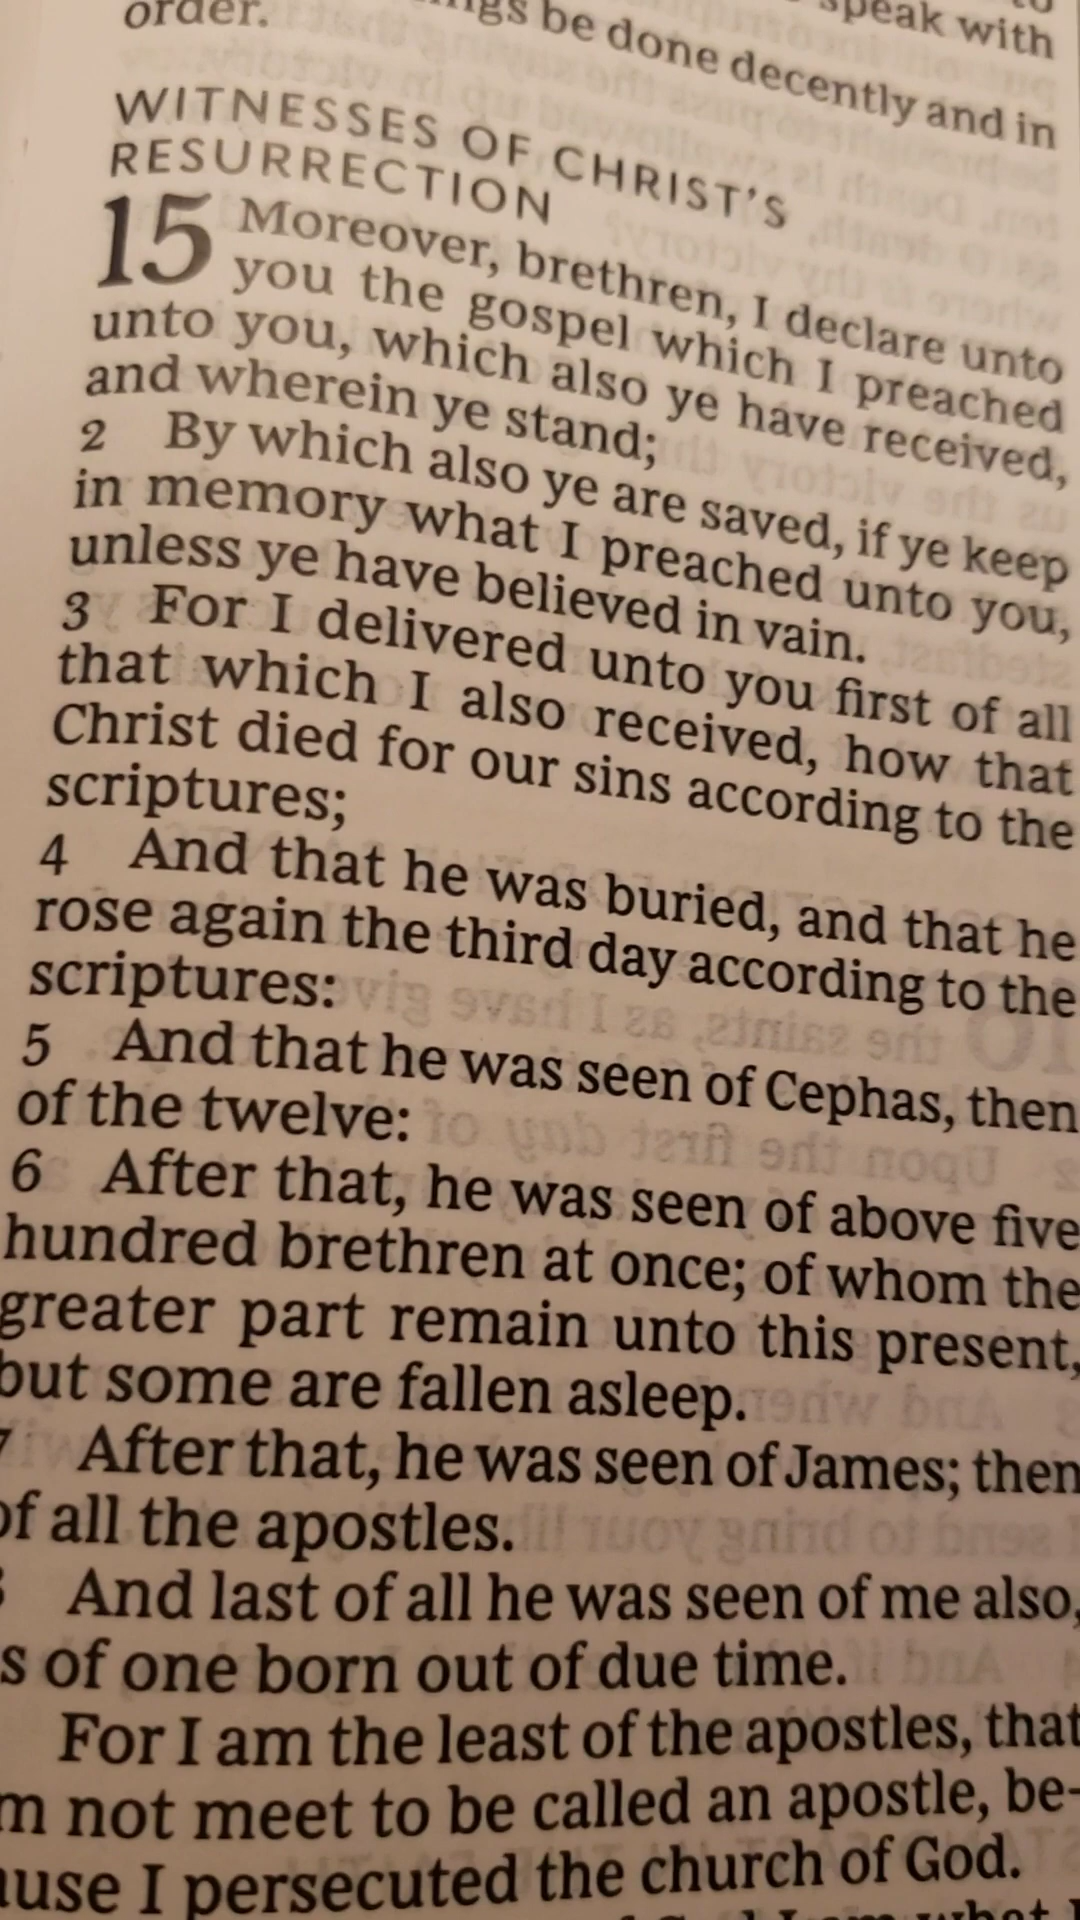 speak with
be done decently and in
order.
WITNESSES OF CHRIST'S
RESURRECTION
15 Moreover, brethren, I declare unto
you the gospel which I preached
unto you, which also ye have received,
and wherein ye stand;
2 By which also ye are saved, if ye keep
in memory what I preached unto you,
unless ye have believed in vain.
3 For I delivered unto you first of all
that which I also received, how that
Christ died for our sins according to the
scriptures;
4 And that he was buried, and that he
rose again the third day according to the
scriptures:
5 And that he was seen of Cephas, then
of the twelve:
6 After that, he was seen of above five
hundred brethren at once; of whom the
greater part remain unto this present,
but some are fallen asleep.
7 After that, he was seen of James; then
of all the apostles.
And last of all he was seen of me also,
s of one born out of due time.
For I am the least of the apostles, that
m not meet to be called an apostle, be-
use I persecuted the church of God.